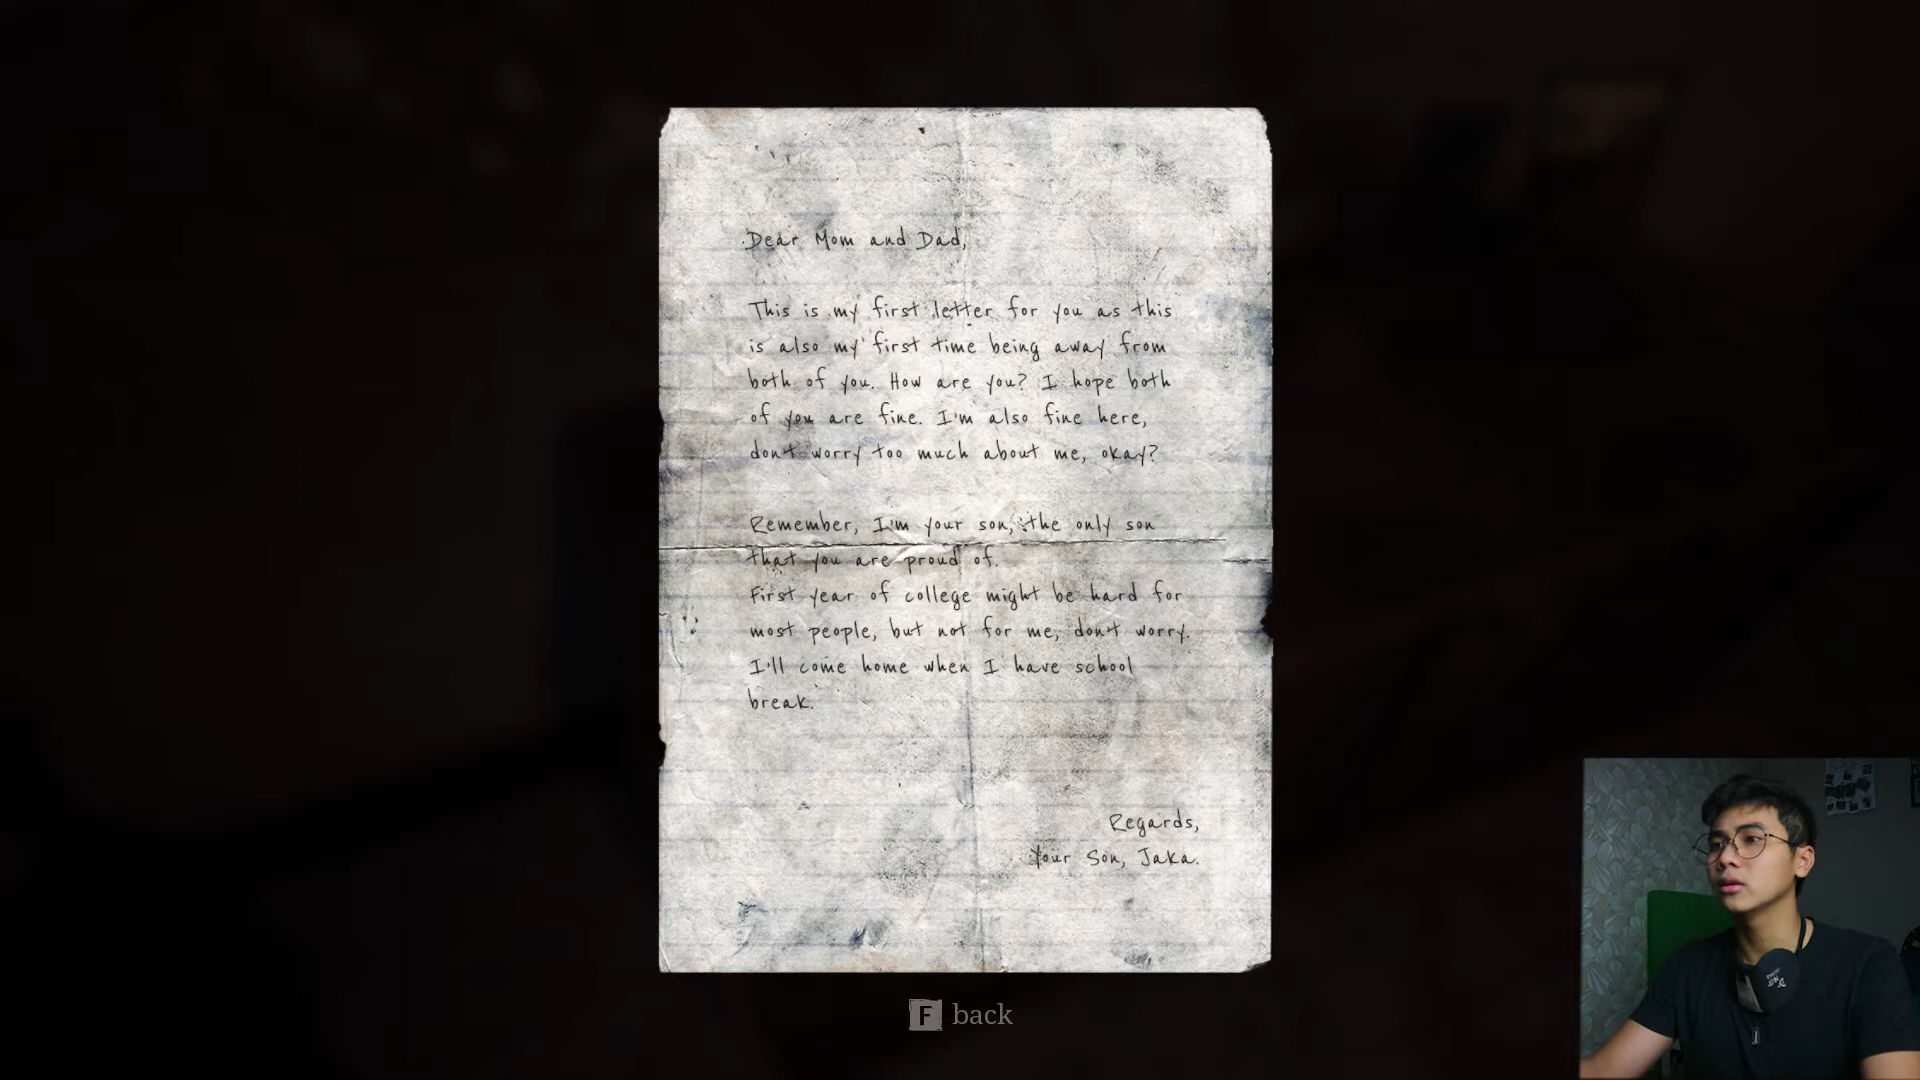 Dear Mom and Dad,
This is my first letter for you as this
is also my first time being away from
both of you. How are you? I hope both
of you are fine. I'm also fine here,
don't worry too much about me, okay?
Remember, I'm your son, the only son
that you are proud of.
First year of college might be hard for
most people, but not for me, don't worry.
I'll come home when I have school
break.
Regards,
Your Son, Jaka.
F back